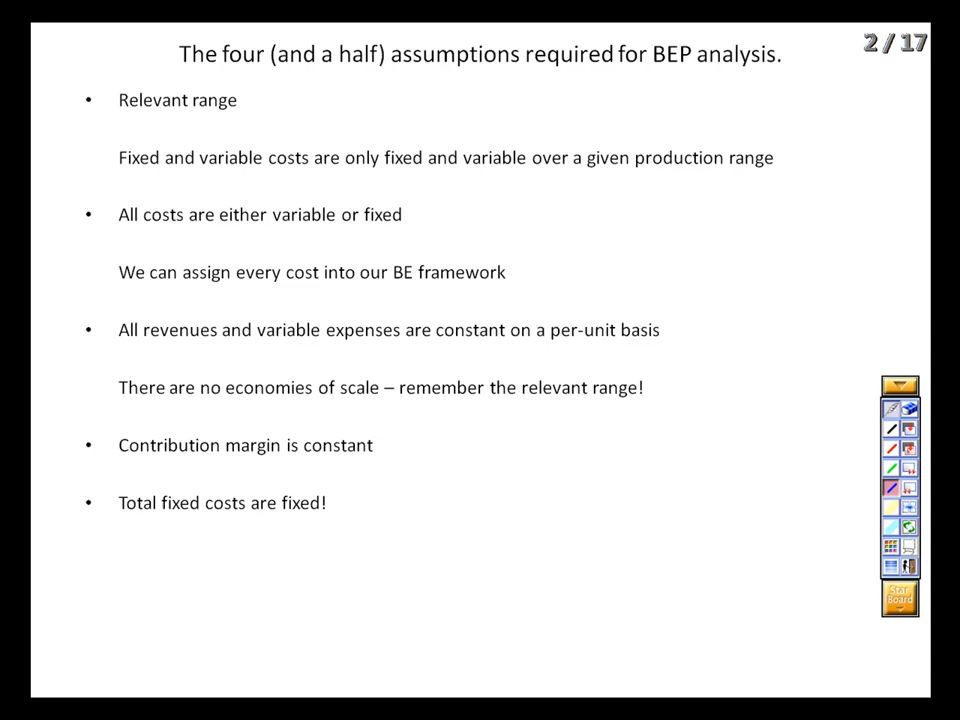 The four (and a half) assumptions required for BEP analysis.
2 / 17
• Relevant range
Fixed and variable costs are only fixed and variable over a given production range
• All costs are either variable or fixed
We can assign every cost into our BE framework
• All revenues and variable expenses are constant on a per-unit basis
There are no economies of scale – remember the relevant range!
• Contribution margin is constant
• Total fixed costs are fixed!
Star
Board